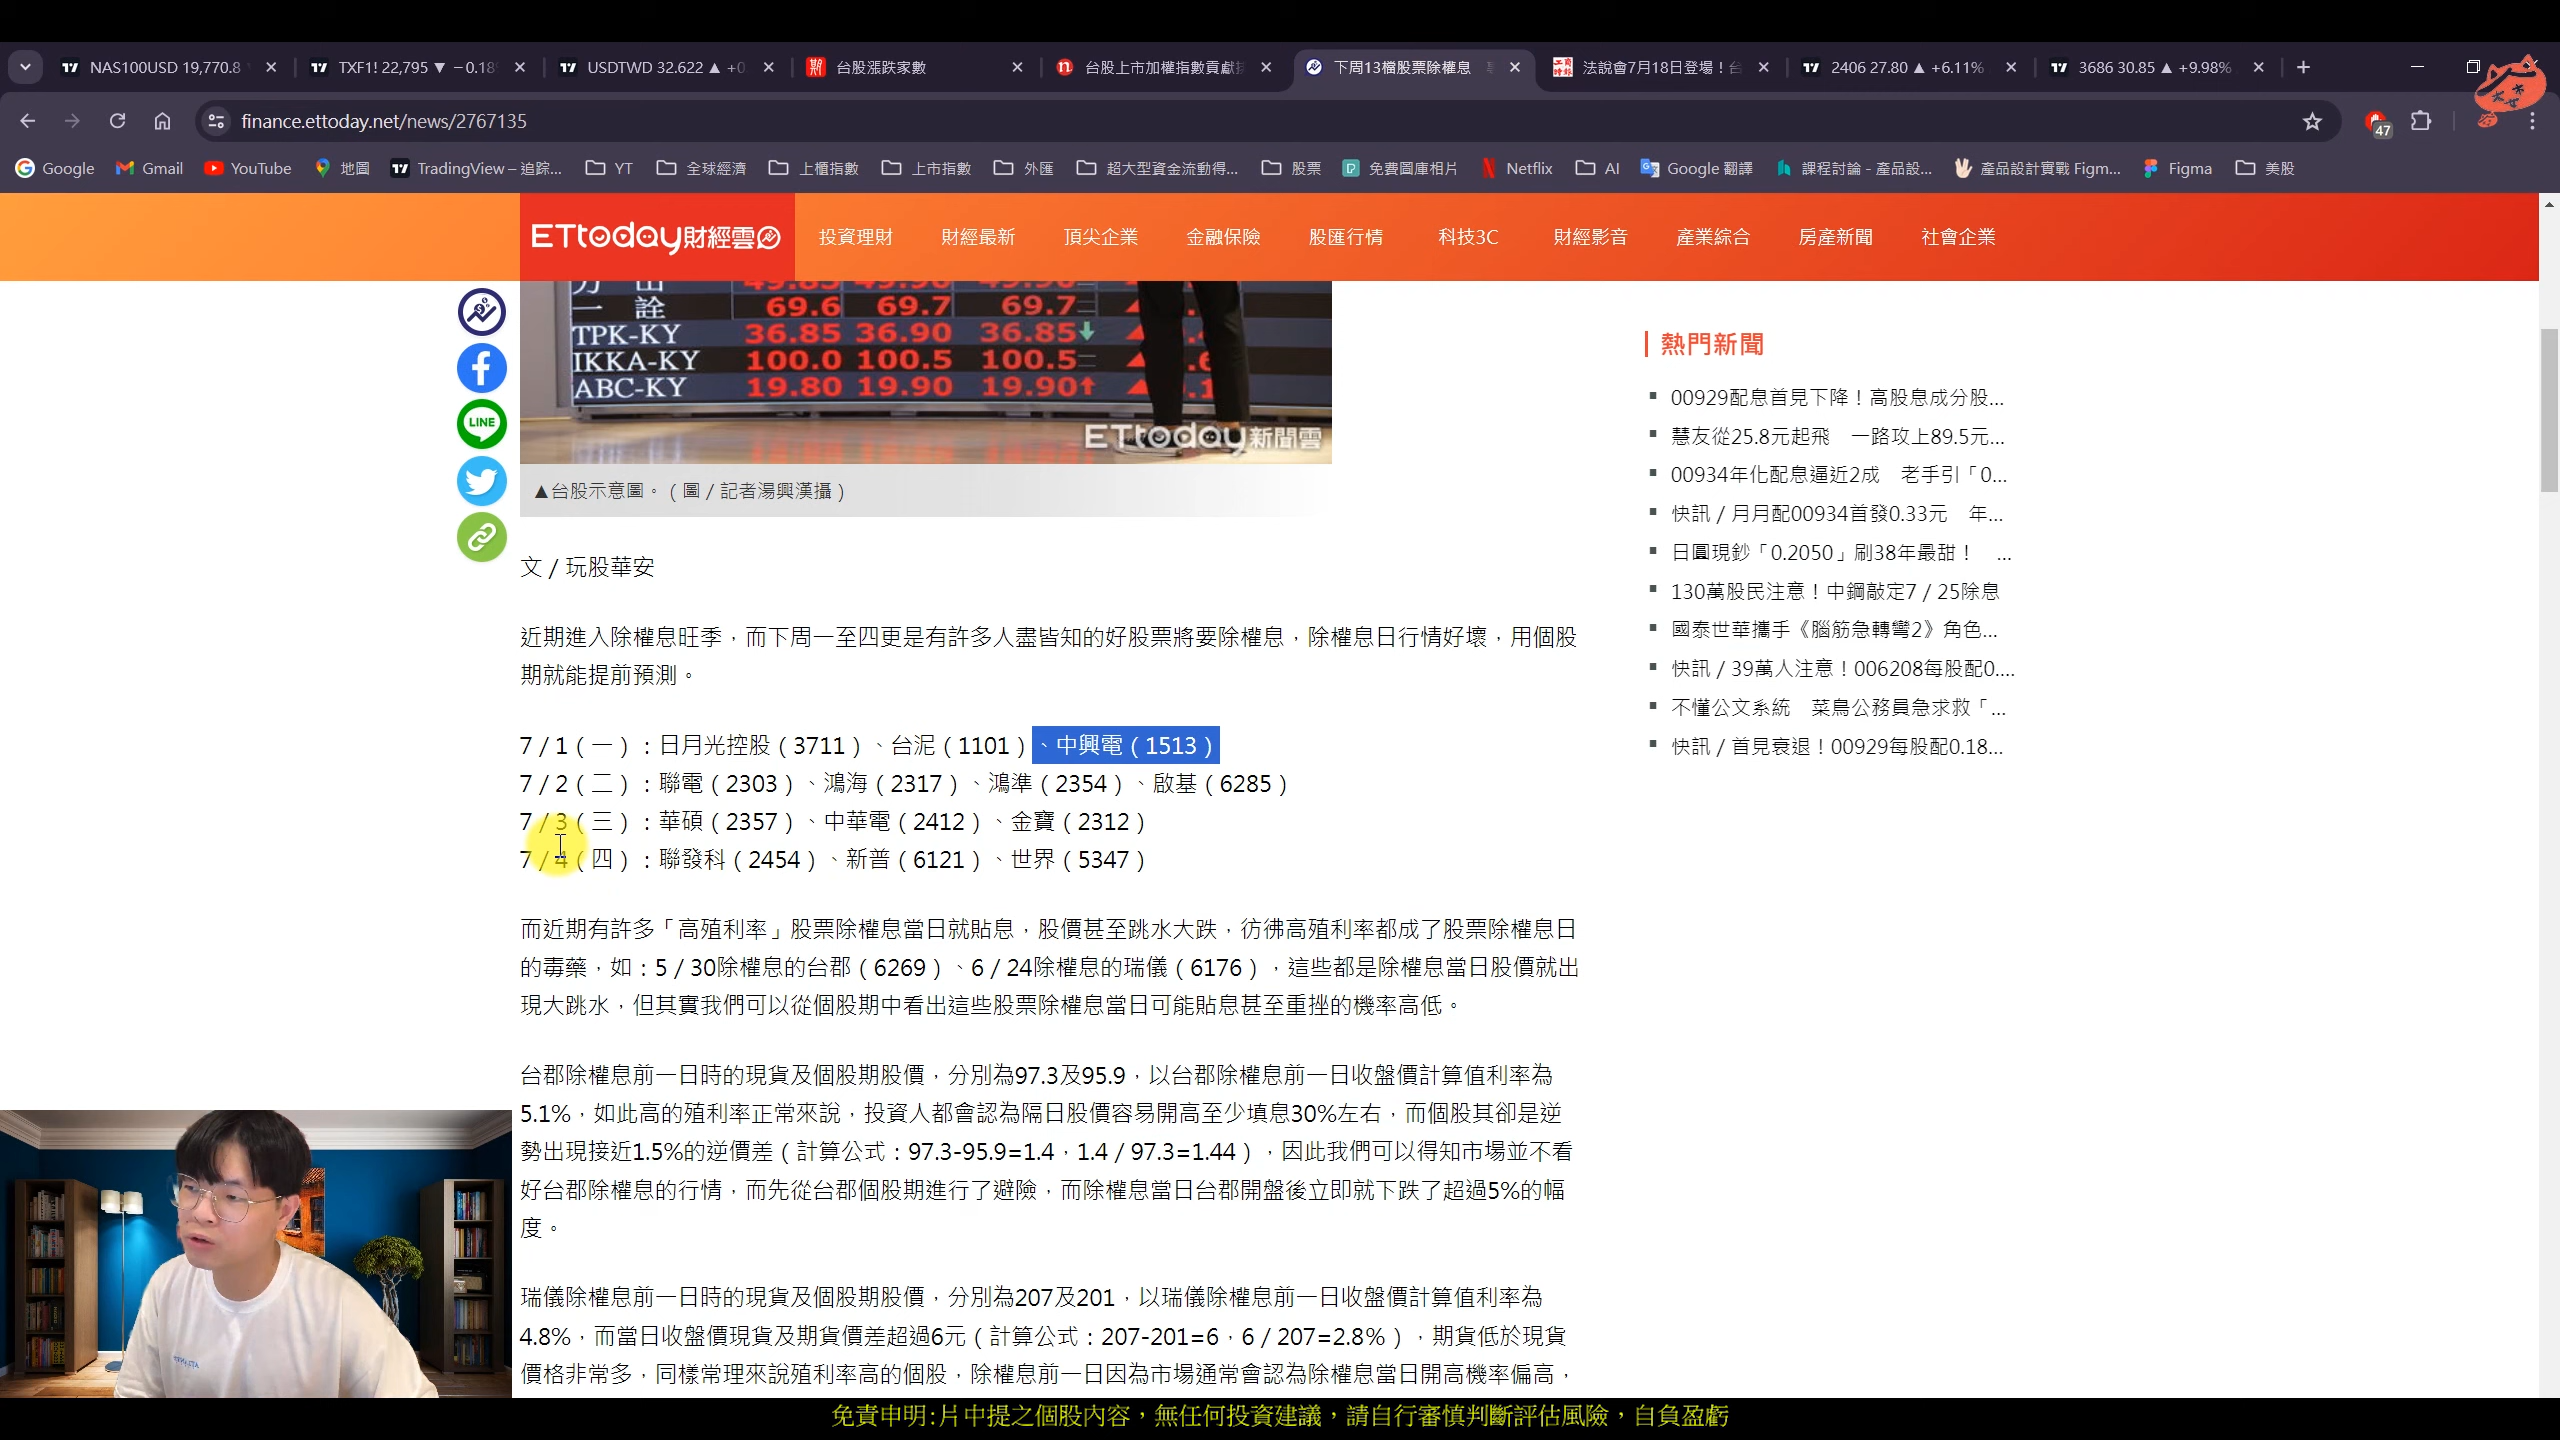 NAS100USD 19,770.8
TXF1! 22,795 ▼ −0.18
USDTWD 32.622 ▲ +0
台股漲跌家數
台股上市加權指數貢獻
下周13檔股票除權息
法說會7月18日登場！台
2406 27.80 ▲ +6.11%
3686 30.85 ▲ +9.98%
finance.ettoday.net/news/2767135
47
Google
Gmail
YouTube
地圖
TradingView – 追踪...
YT
全球經濟
上櫃指數
上市指數
外匯
超大型資金流動得...
股票
免費圖庫相片
Netflix
AI
Google 翻譯
課程討論 - 產品設...
產品設計實戰 Figm...
Figma
美股
ETtoday財經雲
投資理財
財經最新
頂尖企業
金融保險
股匯行情
科技3C
財經影音
產業綜合
房產新聞
社會企業
一詮 69.6 69.7 69.7
TPK-KY 36.85 36.90 36.85
IKKA-KY 100.0 100.5 100.5
ABC-KY 19.80 19.90 19.90
ETtoday新聞雲
LINE
▲台股示意圖。（圖／記者湯興漢攝）
文／玩股華安
近期進入除權息旺季，而下周一至四更是有許多人盡皆知的好股票將要除權息，除權息日行情好壞，用個股
期就能提前預測。
7／1（一）：日月光控股（3711）、台泥（1101）、中興電（1513）
7／2（二）：聯電（2303）、鴻海（2317）、鴻準（2354）、啟基（6285）
7／3（三）：華碩（2357）、中華電（2412）、金寶（2312）
7／4（四）：聯發科（2454）、新普（6121）、世界（5347）
而近期有許多「高殖利率」股票除權息當日就貼息，股價甚至跳水大跌，彷彿高殖利率都成了股票除權息日
的毒藥，如：5／30除權息的台郡（6269）、6／24除權息的瑞儀（6176），這些都是除權息當日股價就出
現大跳水，但其實我們可以從個股期中看出這些股票除權息當日可能貼息甚至重挫的機率高低。
台郡除權息前一日時的現貨及個股期股價，分別為97.3及95.9，以台郡除權息前一日收盤價計算值利率為
5.1%，如此高的殖利率正常來說，投資人都會認為隔日股價容易開高至少填息30%左右，而個股其卻是逆
勢出現接近1.5%的逆價差（計算公式：97.3-95.9=1.4，1.4／97.3=1.44），因此我們可以得知市場並不看
好台郡除權息的行情，而先從台郡個股期進行了避險，而除權息當日台郡開盤後立即就下跌了超過5%的幅
度。
瑞儀除權息前一日時的現貨及個股期股價，分別為207及201，以瑞儀除權息前一日收盤價計算值利率為
4.8%，而當日收盤價現貨及期貨價差超過6元（計算公式：207-201=6，6／207=2.8%），期貨低於現貨
價格非常多，同樣常理來說殖利率高的個股，除權息前一日因為市場通常會認為除權息當日開高機率偏高，
熱門新聞
00929配息首見下降！高股息成分股...
慧友從25.8元起飛　一路攻上89.5元...
00934年化配息逼近2成　老手引「0...
快訊／月月配00934首發0.33元　年...
日圓現鈔「0.2050」刷38年最甜！　...
130萬股民注意！中鋼敲定7／25除息
國泰世華攜手《腦筋急轉彎2》角色...
快訊／39萬人注意！006208每股配0....
不懂公文系統　菜鳥公務員急求救「...
快訊／首見衰退！00929每股配0.18...
免責申明:片中提之個股內容，無任何投資建議，請自行審慎判斷評估風險，自負盈虧